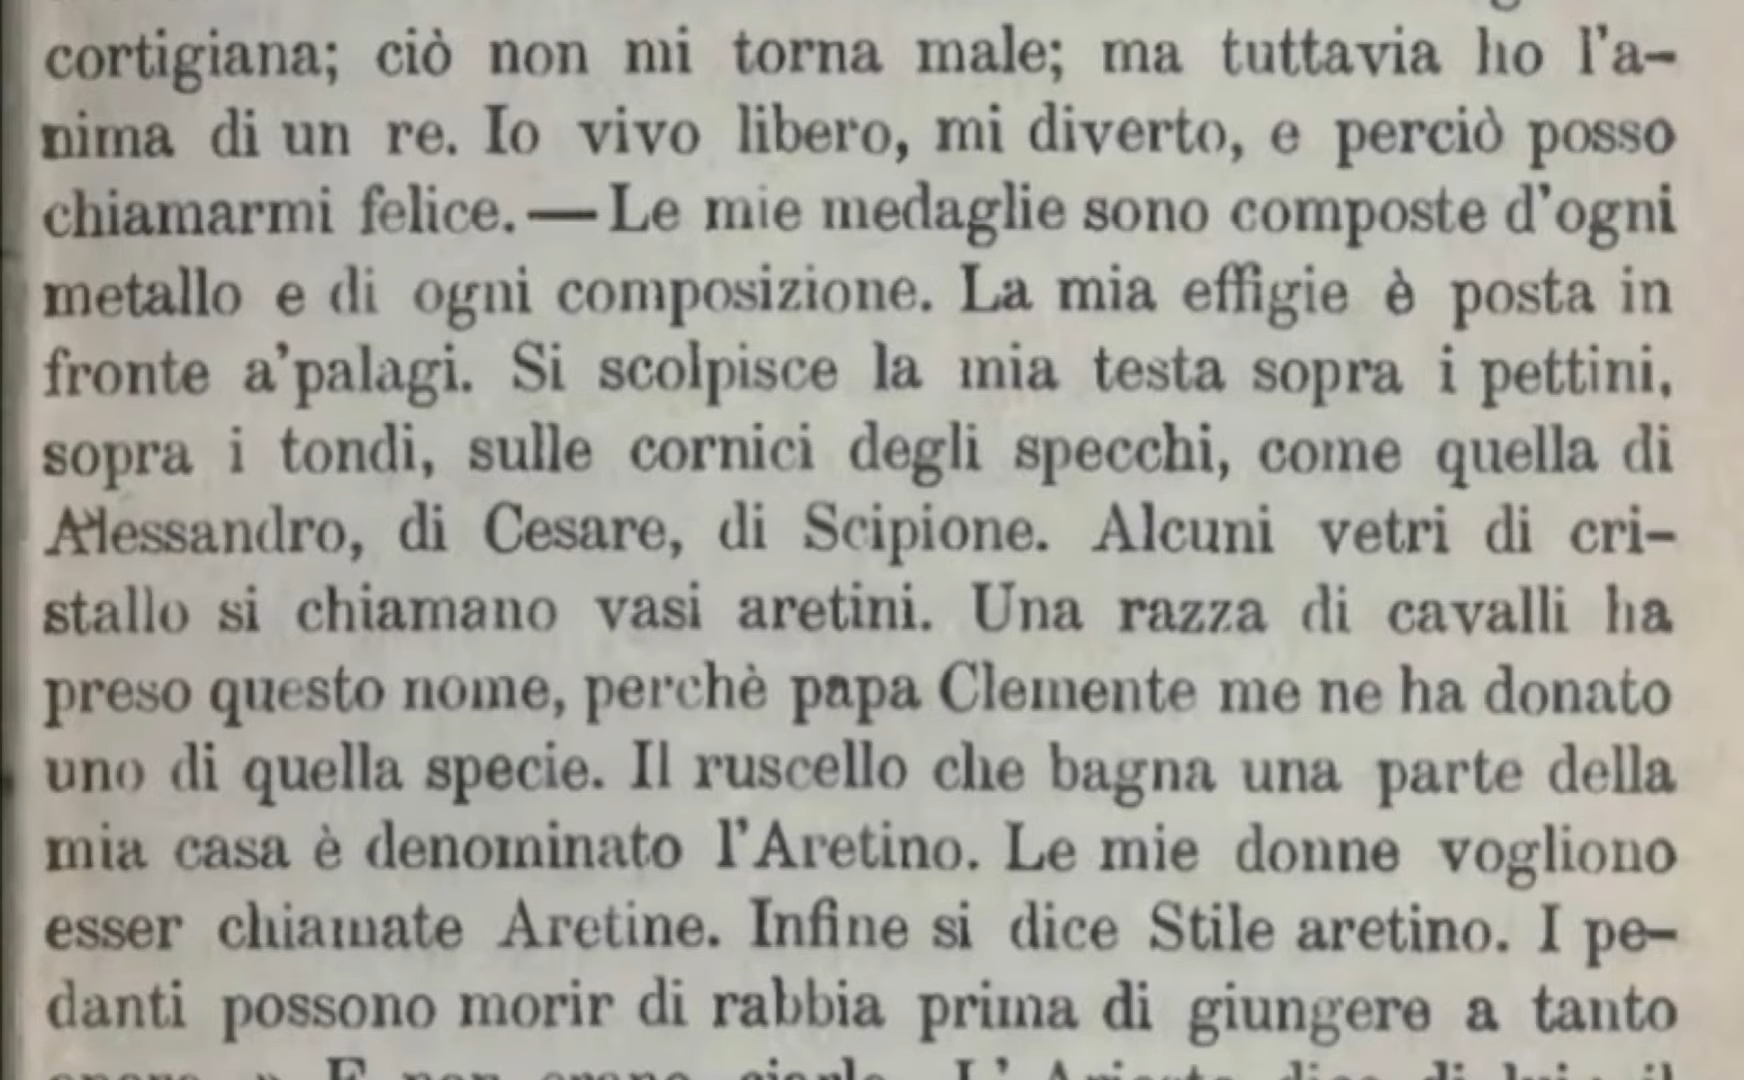 cortigiana; ciò non mi torna male; ma tuttavia ho l'a-
nima di un re. Io vivo libero, mi diverto, e perciò posso
chiamarmi felice. — Le mie medaglie sono composte d'ogni
metallo e di ogni composizione. La mia effigie è posta in
fronte a'palagi. Si scolpisce la mia testa sopra i pettini,
sopra i tondi, sulle cornici degli specchi, come quella di
Alessandro, di Cesare, di Scipione. Alcuni vetri di cri-
stallo si chiamano vasi aretini. Una razza di cavalli ha
preso questo nome, perchè papa Clemente me ne ha donato
uno di quella specie. Il ruscello che bagna una parte della
mia casa è denominato l'Aretino. Le mie donne vogliono
esser chiamate Aretine. Infine si dice Stile aretino. I pe-
danti possono morir di rabbia prima di giungere a tanto